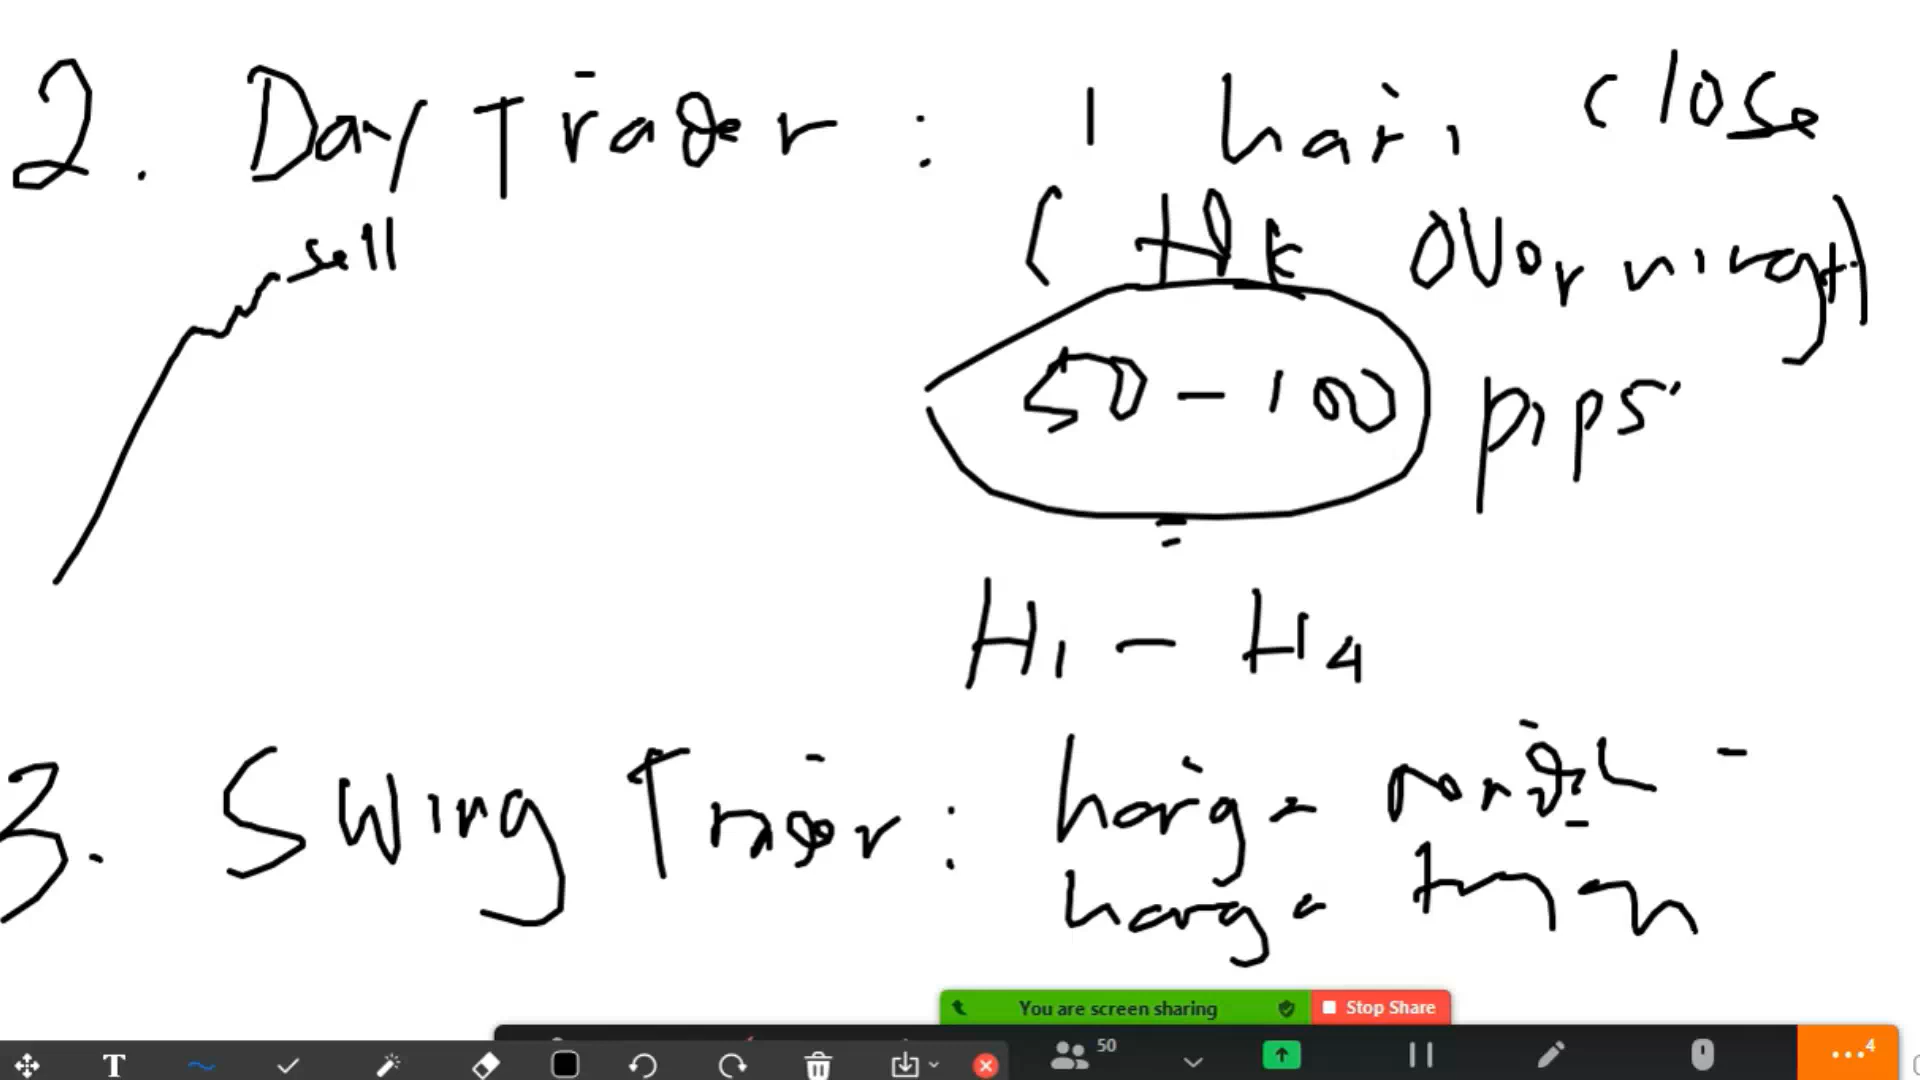 2. Day Trader : 1 hari close
sell
(tdk overnight)
50 - 100 pips
H1 - H4
3. Swing Trader : harga rendah -
harga tinggi
You are screen sharing
Stop Share
T
50
4